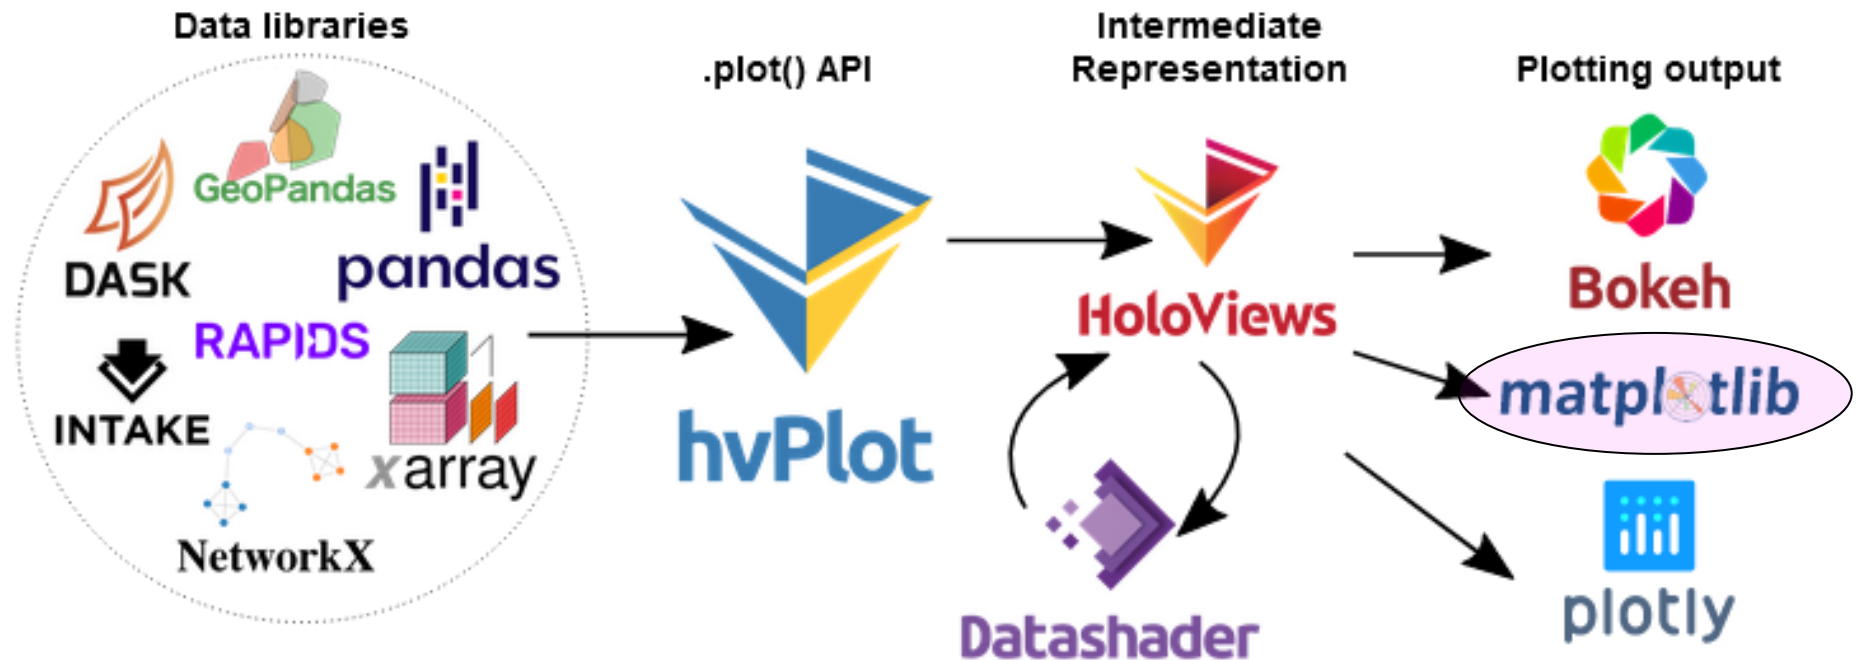 Data libraries
.plot() API
Intermediate
Representation
Plotting output
GeoPandas
DASK
pandas
RAPIDS
INTAKE
xarray
NetworkX
hvPlot
HoloViews
Datashader
Bokeh
matplotlib
plotly